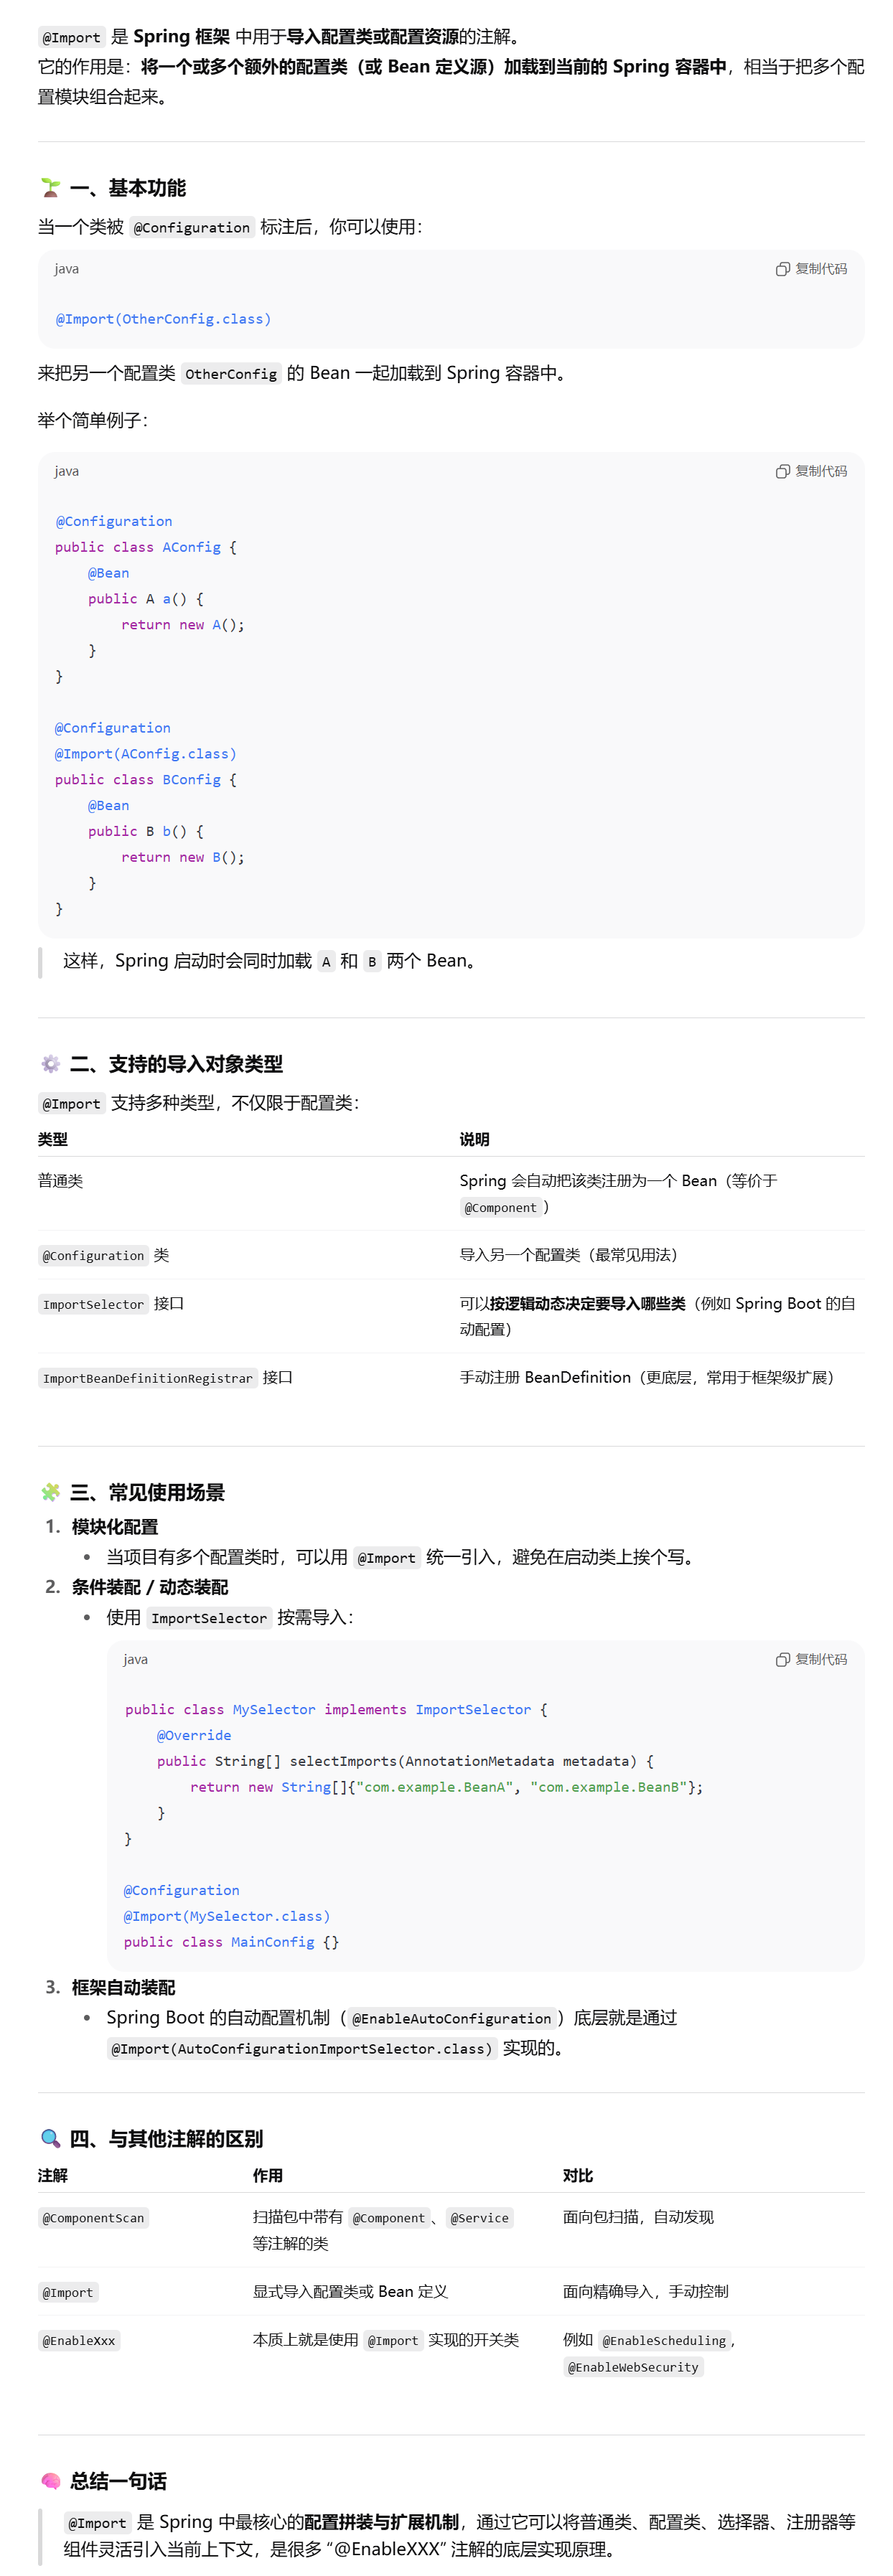 @Import 是 Spring 框架 中用于导入配置类或配置资源的注解。
它的作用是：将一个或多个额外的配置类（或 Bean 定义源）加载到当前的 Spring 容器中，相当于把多个配
置模块组合起来。
🌱 一、基本功能
当一个类被 @Configuration 标注后，你可以使用：
java 复制代码
@Import(OtherConfig.class)
来把另一个配置类 OtherConfig 的 Bean 一起加载到 Spring 容器中。
举个简单例子：
java 复制代码
@Configuration
public class AConfig {
    @Bean
    public A a() {
        return new A();
    }
}
@Configuration
@Import(AConfig.class)
public class BConfig {
    @Bean
    public B b() {
        return new B();
    }
}
这样，Spring 启动时会同时加载 A 和 B 两个 Bean。
⚙️ 二、支持的导入对象类型
@Import 支持多种类型，不仅限于配置类：
类型 说明
普通类 Spring 会自动把该类注册为一个 Bean（等价于
@Component）
@Configuration 类 导入另一个配置类（最常见用法）
ImportSelector 接口 可以按逻辑动态决定要导入哪些类（例如 Spring Boot 的自
动配置）
ImportBeanDefinitionRegistrar 接口 手动注册 BeanDefinition（更底层，常用于框架级扩展）
🧩 三、常见使用场景
1. 模块化配置
• 当项目有多个配置类时，可以用 @Import 统一引入，避免在启动类上挨个写。
2. 条件装配 / 动态装配
• 使用 ImportSelector 按需导入：
java 复制代码
public class MySelector implements ImportSelector {
    @Override
    public String[] selectImports(AnnotationMetadata metadata) {
        return new String[]{"com.example.BeanA", "com.example.BeanB"};
    }
}
@Configuration
@Import(MySelector.class)
public class MainConfig {}
3. 框架自动装配
• Spring Boot 的自动配置机制（@EnableAutoConfiguration）底层就是通过
@Import(AutoConfigurationImportSelector.class) 实现的。
🔍 四、与其他注解的区别
注解 作用 对比
@ComponentScan 扫描包中带有 @Component、@Service 面向包扫描，自动发现
等注解的类
@Import 显式导入配置类或 Bean 定义 面向精确导入，手动控制
@EnableXxx 本质上就是使用 @Import 实现的开关类 例如 @EnableScheduling,
@EnableWebSecurity
🧠 总结一句话
@Import 是 Spring 中最核心的配置拼装与扩展机制，通过它可以将普通类、配置类、选择器、注册器等
组件灵活引入当前上下文，是很多 “@EnableXXX” 注解的底层实现原理。